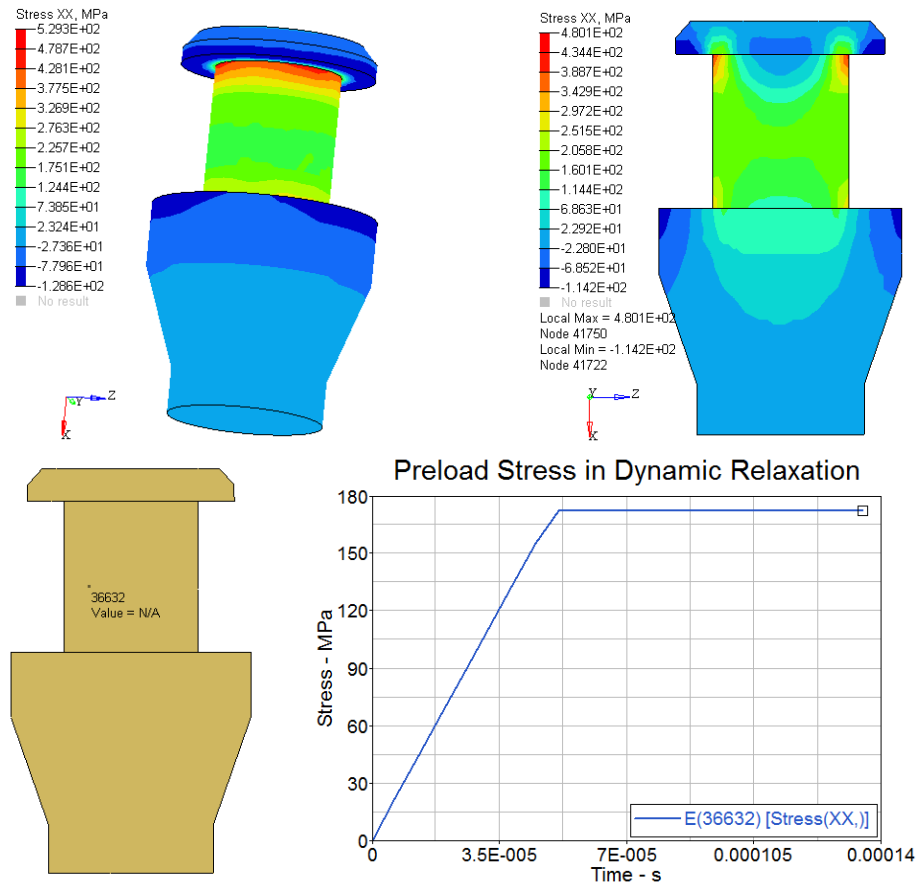 Stress XX, MPa
5.293E+02
4.787E+02
4.281E+02
3.775E+02
3.269E+02
2.763E+02
2.257E+02
1.751E+02
1.244E+02
7.385E+01
2.324E+01
-2.736E+01
-7.796E+01
-1.286E+02
No result
Z
Y
X
Stress XX, MPa
4.801E+02
4.344E+02
3.887E+02
3.429E+02
2.972E+02
2.515E+02
2.058E+02
1.601E+02
1.144E+02
6.863E+01
2.292E+01
-2.280E+01
-6.852E+01
-1.142E+02
No result
Local Max = 4.801E+02
Node 41750
Local Min = -1.142E+02
Node 41722
Y
Z
X
36632
Value = N/A
Preload Stress in Dynamic Relaxation
Stress - MPa
180
150
120
90
60
30
0
E(36632) [Stress(XX,)]
0 3.5E-005 7E-005 0.000105 0.00014
Time - s